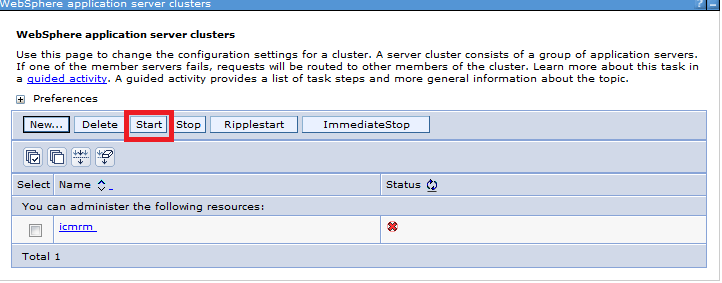 WebSphere application server clusters
WebSphere application server clusters
Use this page to change the configuration settings for a cluster. A server cluster consists of a group of application servers.
If one of the member servers fails, requests will be routed to other members of the cluster. Learn more about this task in
a guided activity. A guided activity provides a list of task steps and more general information about the topic.
Preferences
New... Delete Start Stop Ripplestart ImmediateStop
Select Name Status
You can administer the following resources:
icmrm
Total 1